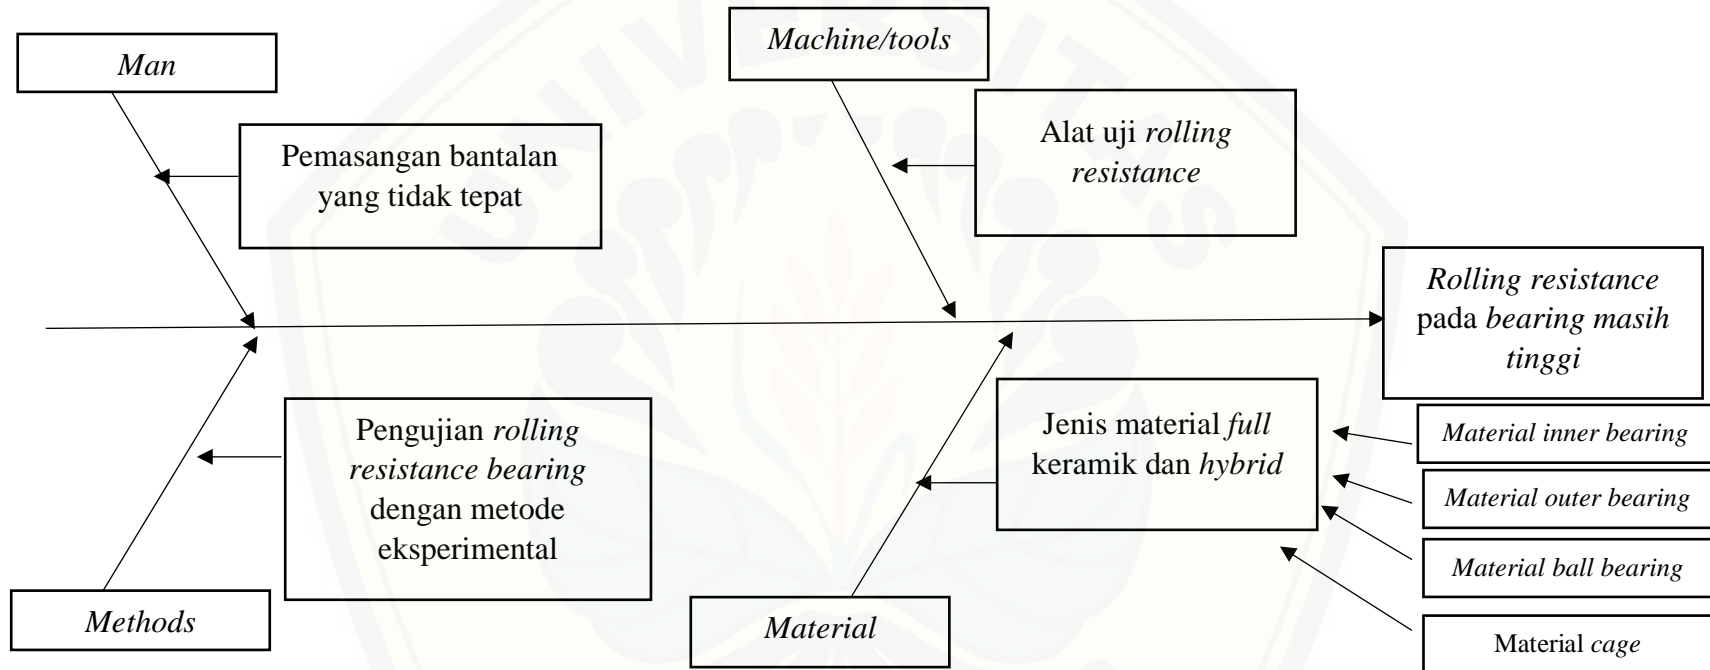 UNIVERSITAS
Man
Machine/tools
Pemasangan bantalan
yang tidak tepat
Alat uji rolling
resistance
Rolling resistance
pada bearing masih
tinggi
Pengujian rolling
resistance bearing
dengan metode
eksperimental
Jenis material full
keramik dan hybrid
Material inner bearing
Material outer bearing
Material ball bearing
Material cage
Methods
Material